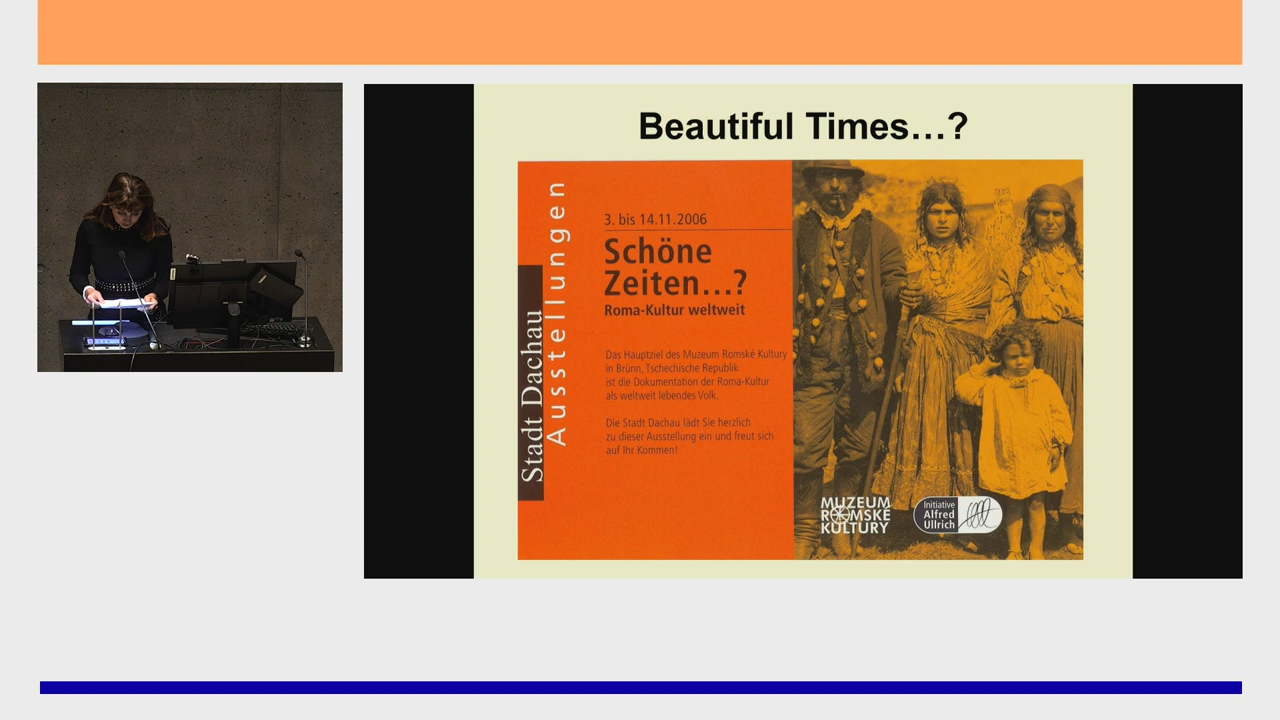 Beautiful Times…?
Stadt Dachau
Ausstellungen
3. bis 14.11.2006
Schöne
Zeiten...?
Roma-Kultur weltweit
Das Hauptziel des Muzeum Romské Kultury
in Brünn, Tschechische Republik
ist die Dokumentation der Roma-Kultur
als weltweit lebendes Volk.
Die Stadt Dachau lädt Sie herzlich
zu dieser Ausstellung ein und freut sich
auf Ihr Kommen!
MUZEUM
ROMSKÉ
KULTURY
Initiative
Alfred
Ullrich